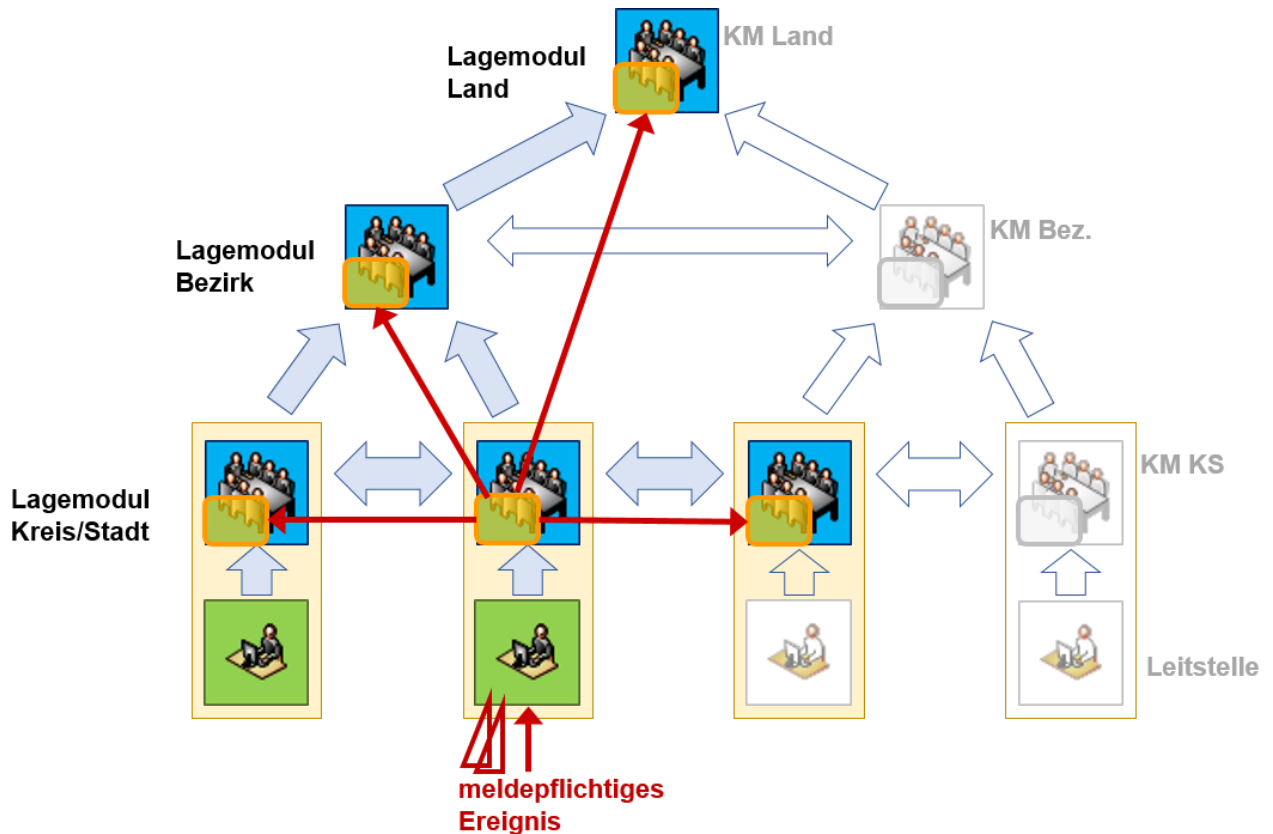 KM Land
Lagemodul
Land
KM Bez.
Lagemodul
Bezirk
KM KS
Lagemodul
Kreis/Stadt
Leitstelle
meldepflichtiges
Ereignis